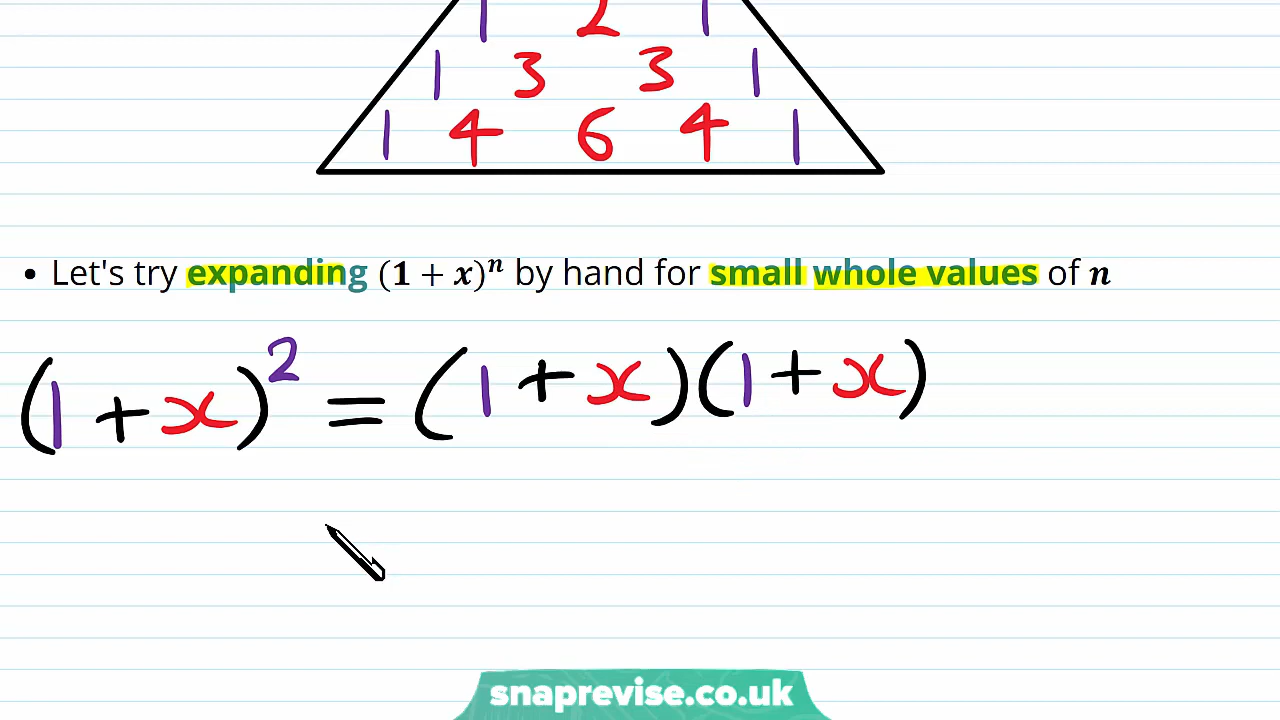 1 2 1
1 3 3 1
1 4 6 4 1
• Let's try expanding (1 + x)ⁿ by hand for small whole values of n
(1 + x)² = (1 + x)(1 + x)
snaprevise.co.uk